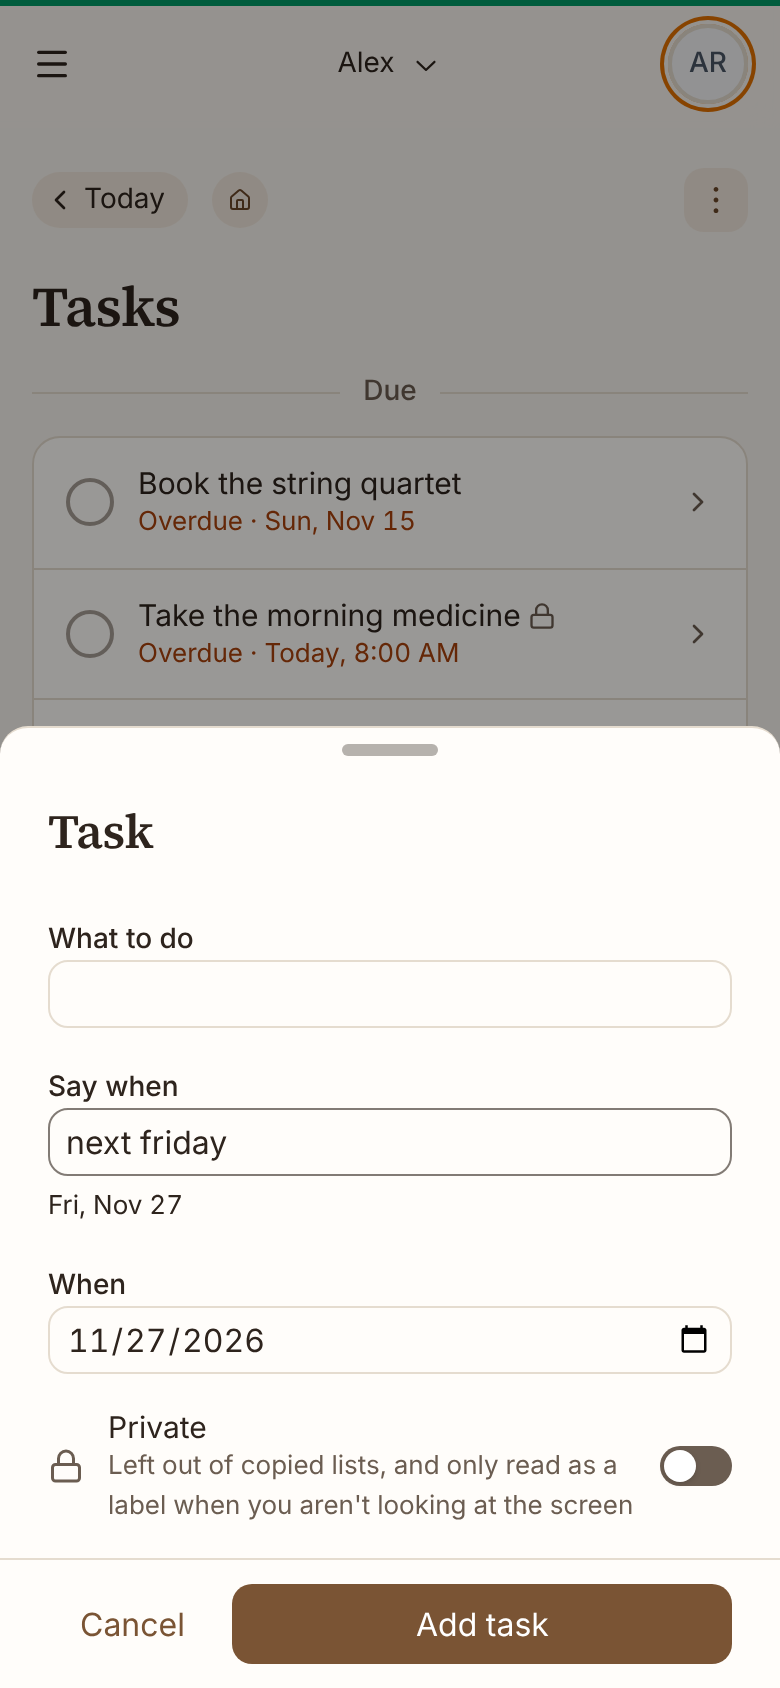 Alex
AR
Today
Tasks
Due
Book the string quartet
Overdue · Sun, Nov 15
Take the morning medicine
Overdue · Today, 8:00 AM
Task
What to do
Say when
next friday
Fri, Nov 27
When
11/27/2026
Private
Left out of copied lists, and only read as a
label when you aren't looking at the screen
Cancel
Add task